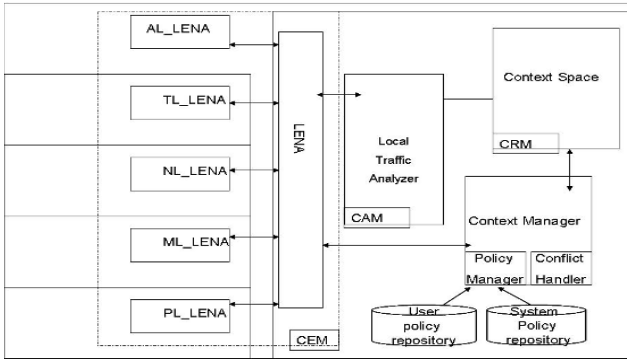 AL_LENA
TL_LENA
NL_LENA
ML_LENA
PL_LENA
LENA
CEM
Local
Traffic
Analyzer
CAM
Context Space
CRM
Context Manager
Policy
Manager
Conflict
Handler
User
policy
repository
System
Policy
repository